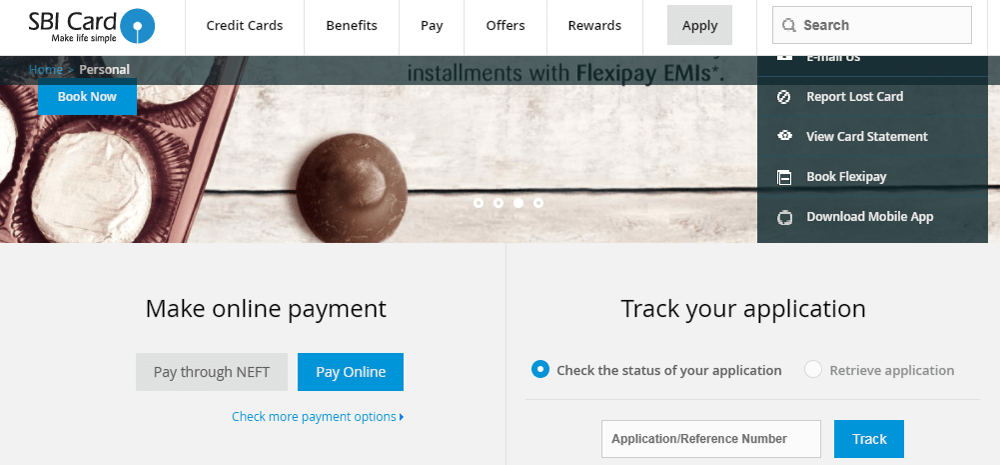 SBI Card
Make life simple
Credit Cards
Benefits
Pay
Offers
Rewards
Apply
Search
Home > Personal
installments with Flexipay EMIs*.
E-mail Us
Book Now
Report Lost Card
View Card Statement
Book Flexipay
Download Mobile App
Make online payment
Pay through NEFT
Pay Online
Check more payment options
Track your application
Check the status of your application
Retrieve application
Application/Reference Number
Track